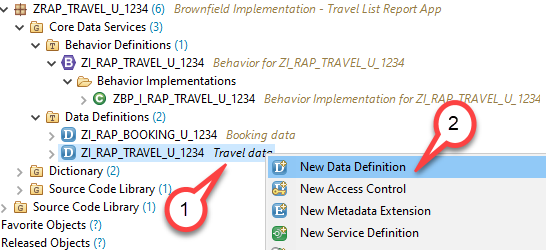 ZRAP_TRAVEL_U_1234 (6) Brownfield Implementation - Travel List Report App
Core Data Services (3)
Behavior Definitions (1)
ZI_RAP_TRAVEL_U_1234 Behavior for ZI_RAP_TRAVEL_U_1234
Behavior Implementations
ZBP_I_RAP_TRAVEL_U_1234 Behavior Implementation for ZI_RAP_TRAVEL_U_1234
Data Definitions (2)
ZI_RAP_BOOKING_U_1234 Booking data
ZI_RAP_TRAVEL_U_1234 Travel data
Dictionary (2)
Source Code Library (1)
Source Code Library (1)
Favorite Objects (?)
Released Objects (?)
1
2
New Data Definition
New Access Control
New Metadata Extension
New Service Definition